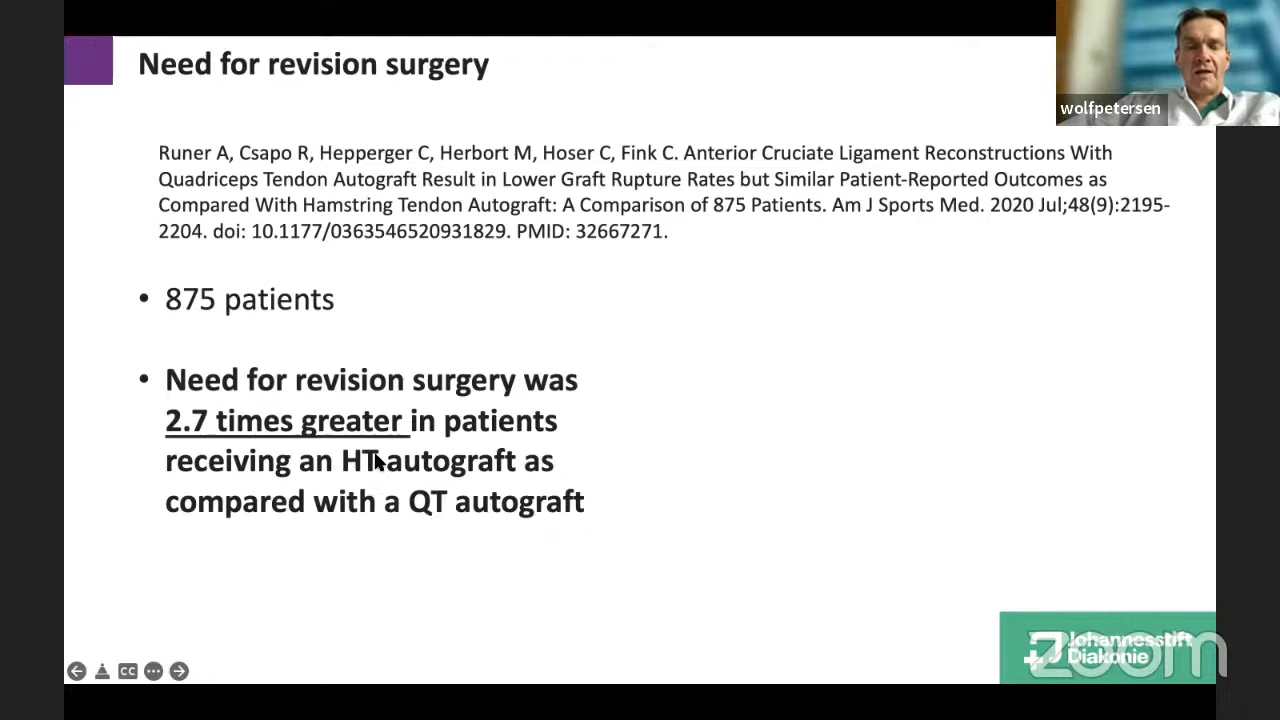 Need for revision surgery
wolfpetersen
Runer A, Csapo R, Hepperger C, Herbort M, Hoser C, Fink C. Anterior Cruciate Ligament Reconstructions With
Quadriceps Tendon Autograft Result in Lower Graft Rupture Rates but Similar Patient-Reported Outcomes as
Compared With Hamstring Tendon Autograft: A Comparison of 875 Patients. Am J Sports Med. 2020 Jul;48(9):2195-
2204. doi: 10.1177/0363546520931829. PMID: 32667271.
• 875 patients
• Need for revision surgery was
2.7 times greater in patients
receiving an HT autograft as
compared with a QT autograft
Johannesstift
Diakonie
zoom
CC